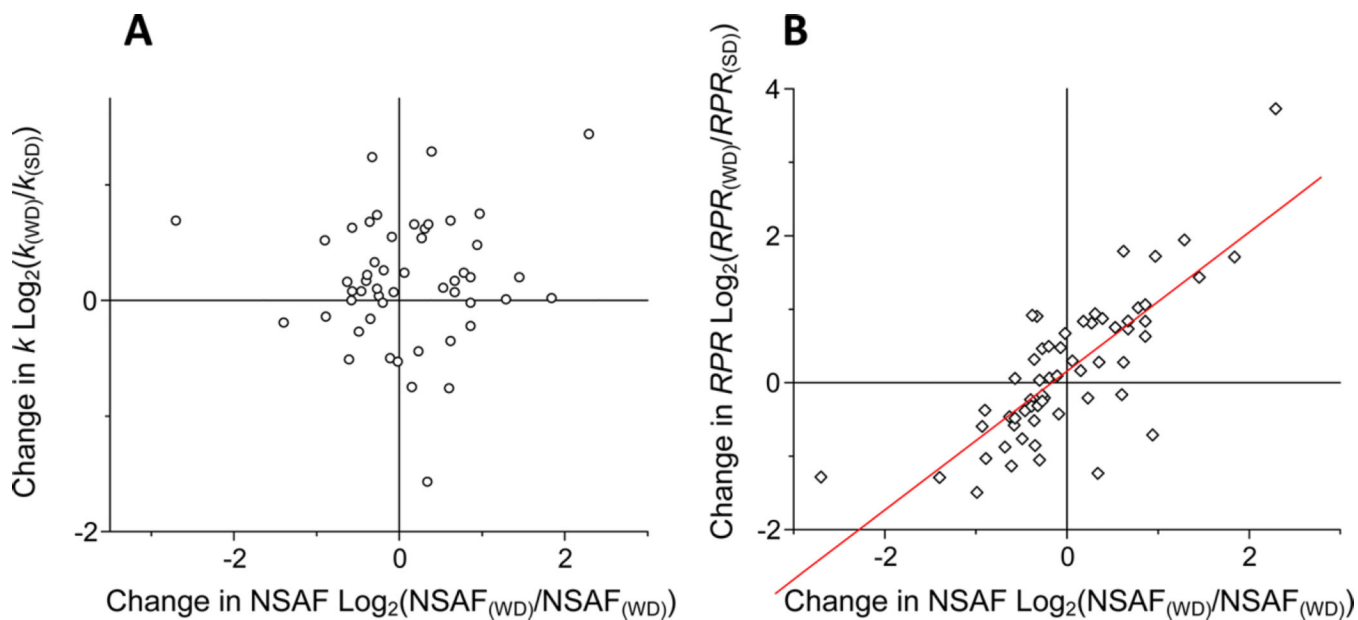 A
Change in k Log₂(k(WD)/k(SD))
0
-2
-2
0
2
Change in NSAF Log₂(NSAF(WD)/NSAF(WD))
B
Change in RPR Log₂(RPR(WD)/RPR(SD))
4
2
0
-2
-2
0
2
Change in NSAF Log₂(NSAF(WD)/NSAF(WD))